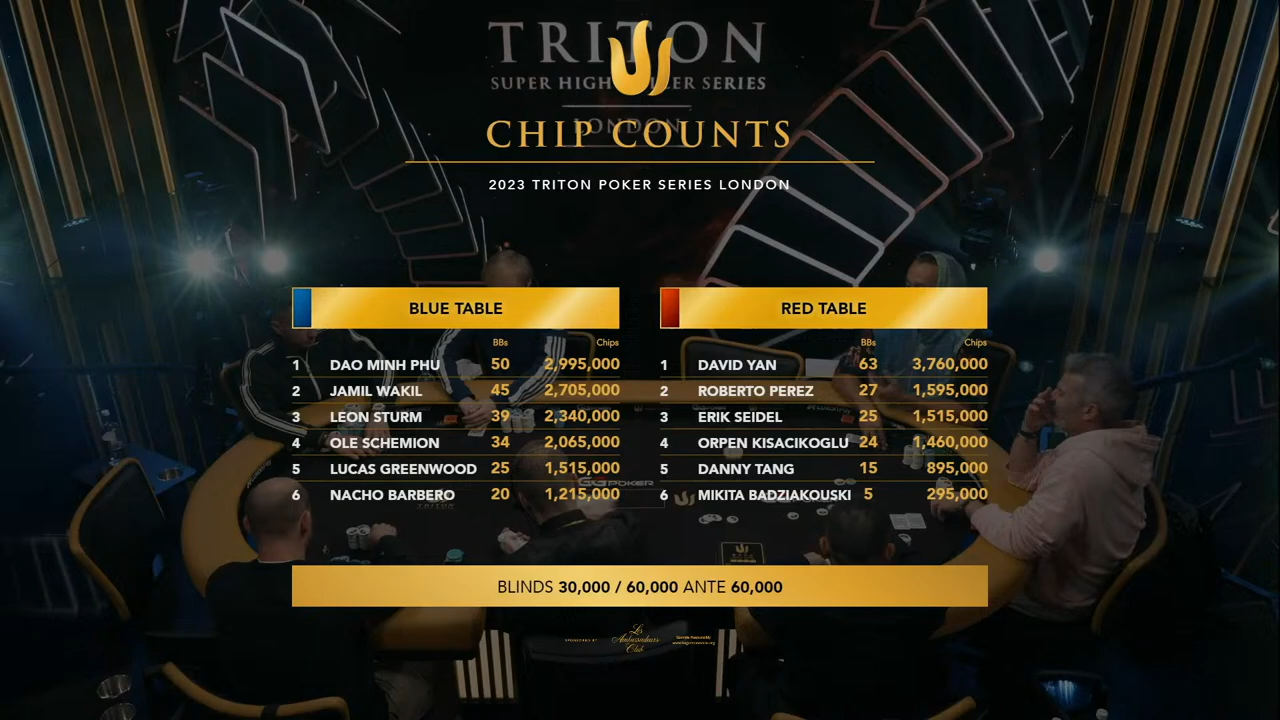 TRITON
SUPER HIGH ROLLER SERIES
LONDON
CHIP COUNTS
2023 TRITON POKER SERIES LONDON
BLUE TABLE
BBs Chips
1 DAO MINH PHU 50 2,995,000
2 JAMIL WAKIL 45 2,705,000
3 LEON STURM 39 2,340,000
4 OLE SCHEMION 34 2,065,000
5 LUCAS GREENWOOD 25 1,515,000
6 NACHO BARBERO 20 1,215,000
RED TABLE
BBs Chips
1 DAVID YAN 63 3,760,000
2 ROBERTO PEREZ 27 1,595,000
3 ERIK SEIDEL 25 1,515,000
4 ORPEN KISACIKOGLU 24 1,460,000
5 DANNY TANG 15 895,000
6 MIKITA BADZIAKOUSKI 5 295,000
GGPOKER
BLINDS 30,000 / 60,000 ANTE 60,000
Les
Ambassadeurs
Club